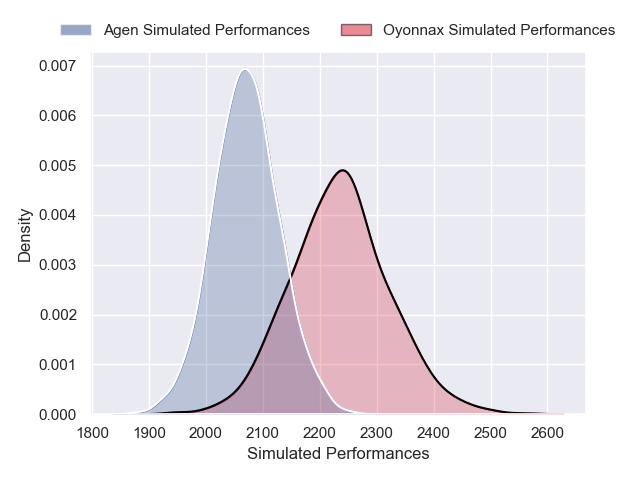 Agen Simulated Performances
Oyonnax Simulated Performances
0.007
0.006
0.005
0.004
0.003
0.002
0.001
0.000
Density
1800 1900 2000 2100 2200 2300 2400 2500 2600
Simulated Performances